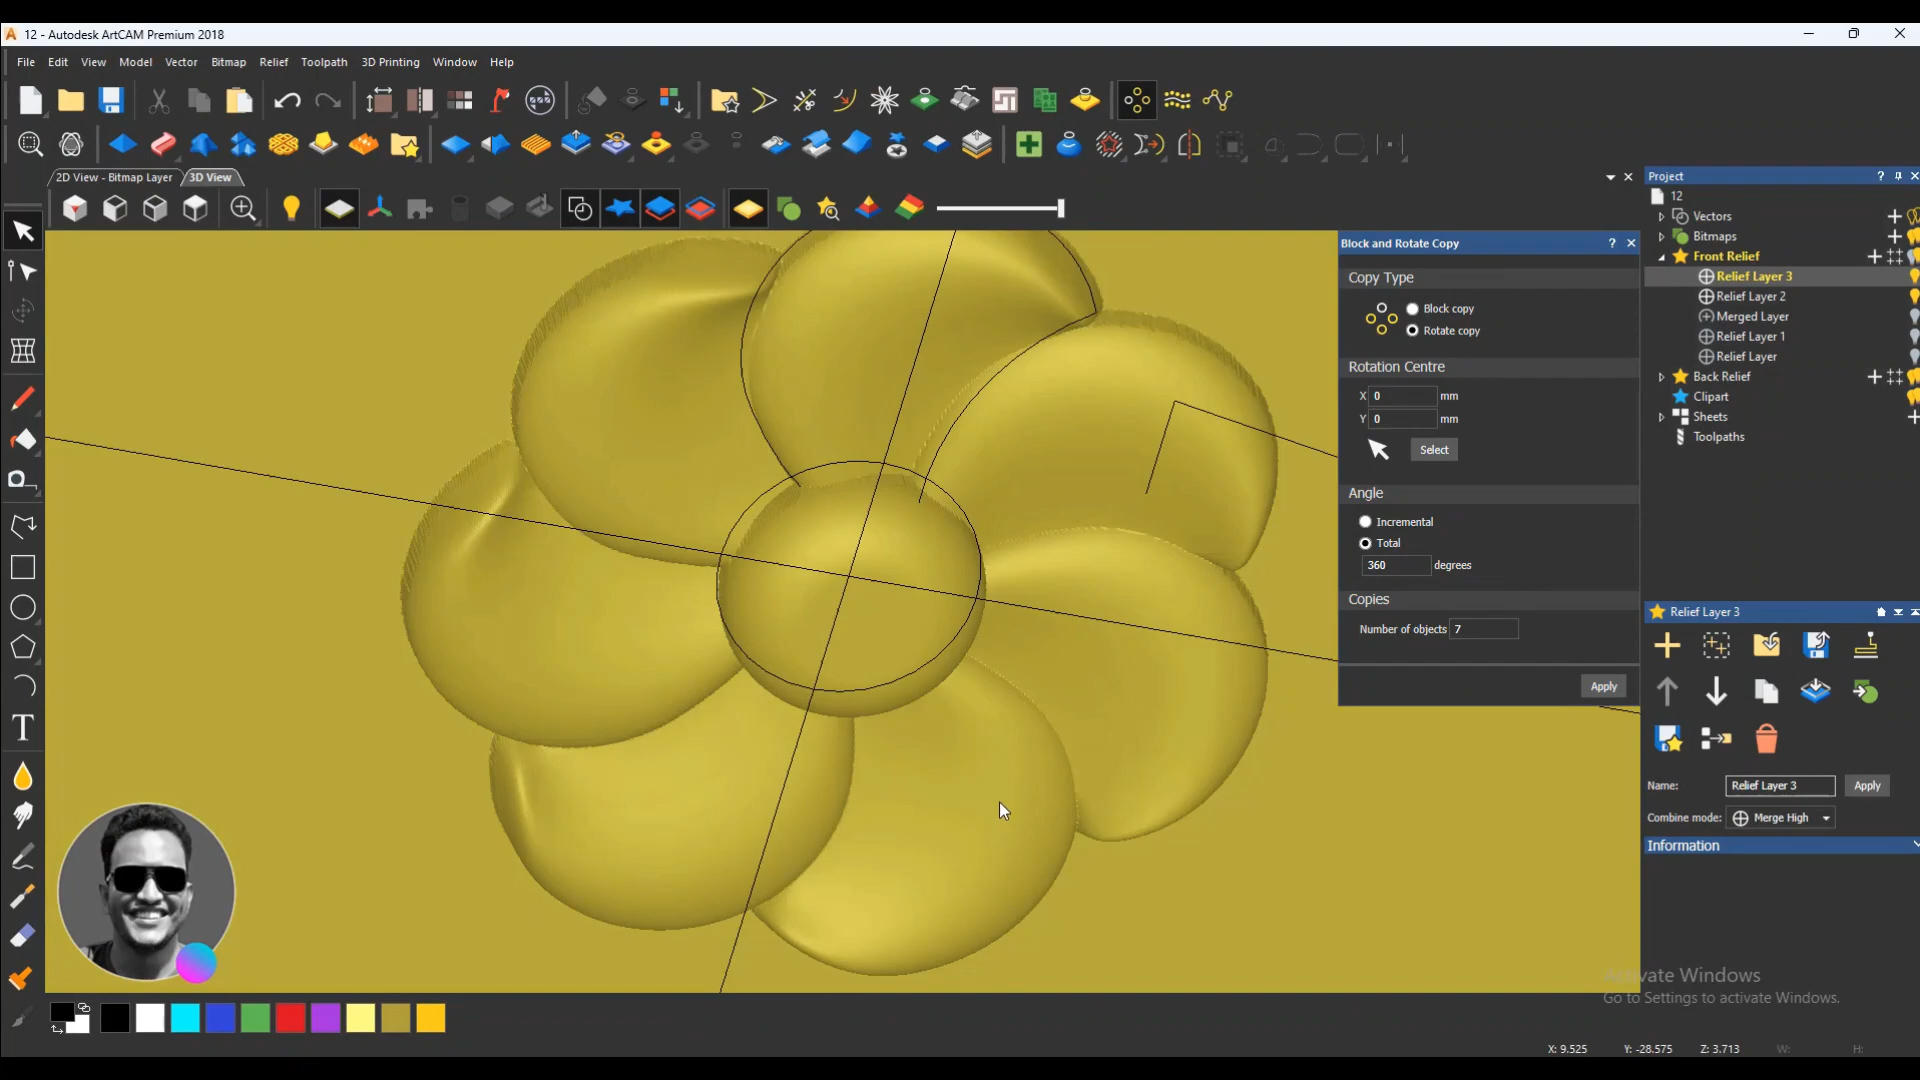 12 - Autodesk ArtCAM Premium 2018
File Edit View Model Vector Bitmap Relief Toolpath 3D Printing Window Help
2D View - Bitmap Layer 3D View
Project
12
Vectors
Bitmaps
Front Relief
Relief Layer 3
Relief Layer 2
Merged Layer
Relief Layer 1
Relief Layer
Back Relief
Clipart
Sheets
Toolpaths
Block and Rotate Copy
Copy Type
Block copy
Rotate copy
Rotation Centre
X 0 mm
Y 0 mm
Select
Angle
Incremental
Total
360 degrees
Copies
Number of objects 7
Apply
Relief Layer 3
Name: Relief Layer 3 Apply
Combine mode: Merge High
Information
Activate Windows
Go to Settings to activate Windows.
X: 9.525 Y: -28.575 Z: 3.713 W: H: